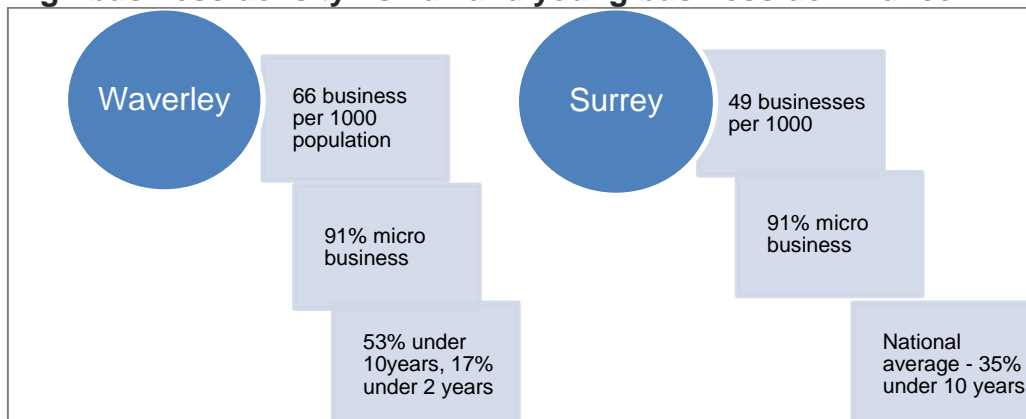 Waverley
66 business
per 1000
population
91% micro
business
53% under
10years, 17%
under 2 years
Surrey
49 businesses
per 1000
91% micro
business
National
average - 35%
under 10 years